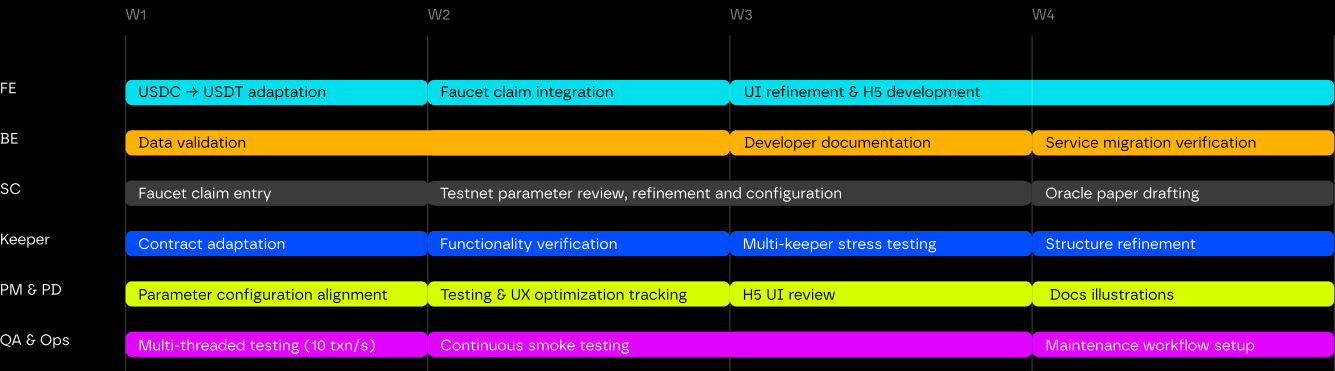 W1 W2 W3 W4
FE USDC → USDT adaptation Faucet claim integration UI refinement & H5 development
BE Data validation Developer documentation Service migration verification
SC Faucet claim entry Testnet parameter review, refinement and configuration Oracle paper drafting
Keeper Contract adaptation Functionality verification Multi-keeper stress testing Structure refinement
PM & PD Parameter configuration alignment Testing & UX optimization tracking H5 UI review Docs illustrations
QA & Ops Multi-threaded testing (10 txn/s) Continuous smoke testing Maintenance workflow setup